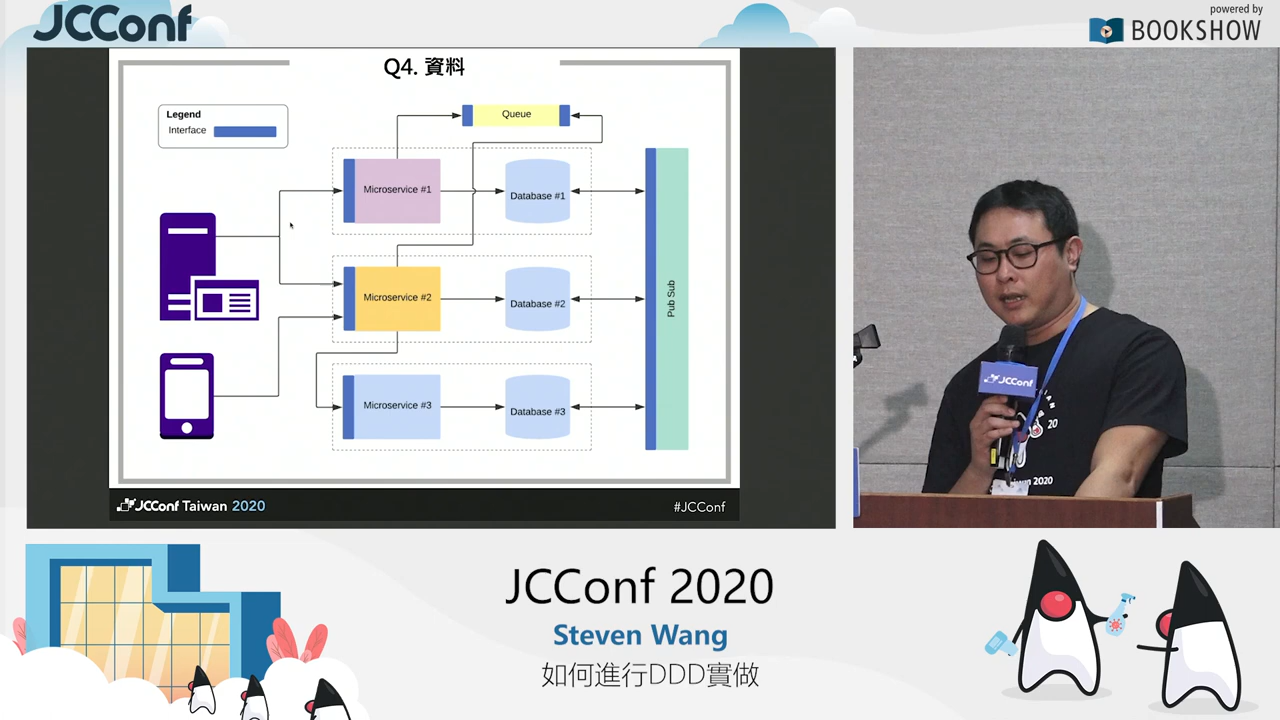 JCConf
powered by
BOOKSHOW
Q4. 資料
Legend
Interface
Queue
Microservice #1
Database #1
Microservice #2
Database #2
Microservice #3
Database #3
Pub Sub
JCConf Taiwan 2020
#JCConf
JCConf
20
2020
JCConf 2020
Steven Wang
如何進行DDD實做